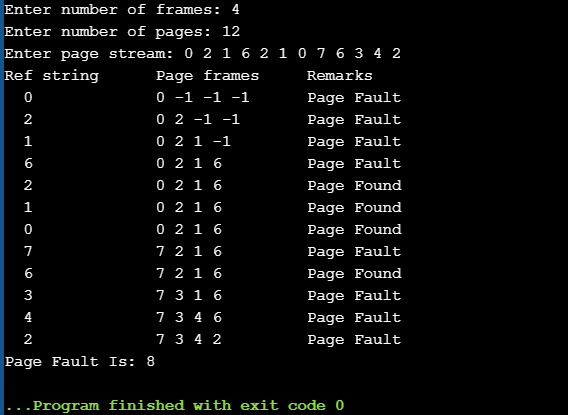 Enter number of frames: 4
Enter number of pages: 12
Enter page stream: 0 2 1 6 2 1 0 7 6 3 4 2
Ref string Page frames Remarks
0 0 -1 -1 -1 Page Fault
2 0 2 -1 -1 Page Fault
1 0 2 1 -1 Page Fault
6 0 2 1 6 Page Fault
2 0 2 1 6 Page Found
1 0 2 1 6 Page Found
0 0 2 1 6 Page Found
7 7 2 1 6 Page Fault
6 7 2 1 6 Page Found
3 7 3 1 6 Page Fault
4 7 3 4 6 Page Fault
2 7 3 4 2 Page Fault
Page Fault Is: 8
...Program finished with exit code 0